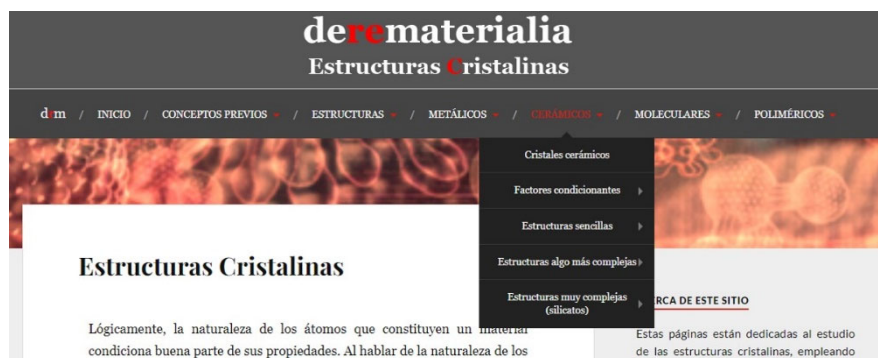 derematerialia
Estructuras Cristalinas
dem / INICIO / CONCEPTOS PREVIOS / ESTRUCTURAS / METÁLICOS / CERÁMICOS / MOLECULARES / POLIMÉRICOS
Cristales cerámicos
Factores condicionantes
Estructuras sencillas
Estructuras algo más complejas
Estructuras muy complejas
(silicatos)
Estructuras Cristalinas
Lógicamente, la naturaleza de los átomos que constituyen un material
condiciona buena parte de sus propiedades. Al hablar de la naturaleza de los
RCA DE ESTE SITIO
Estas páginas están dedicadas al estudio
de las estructuras cristalinas, empleando